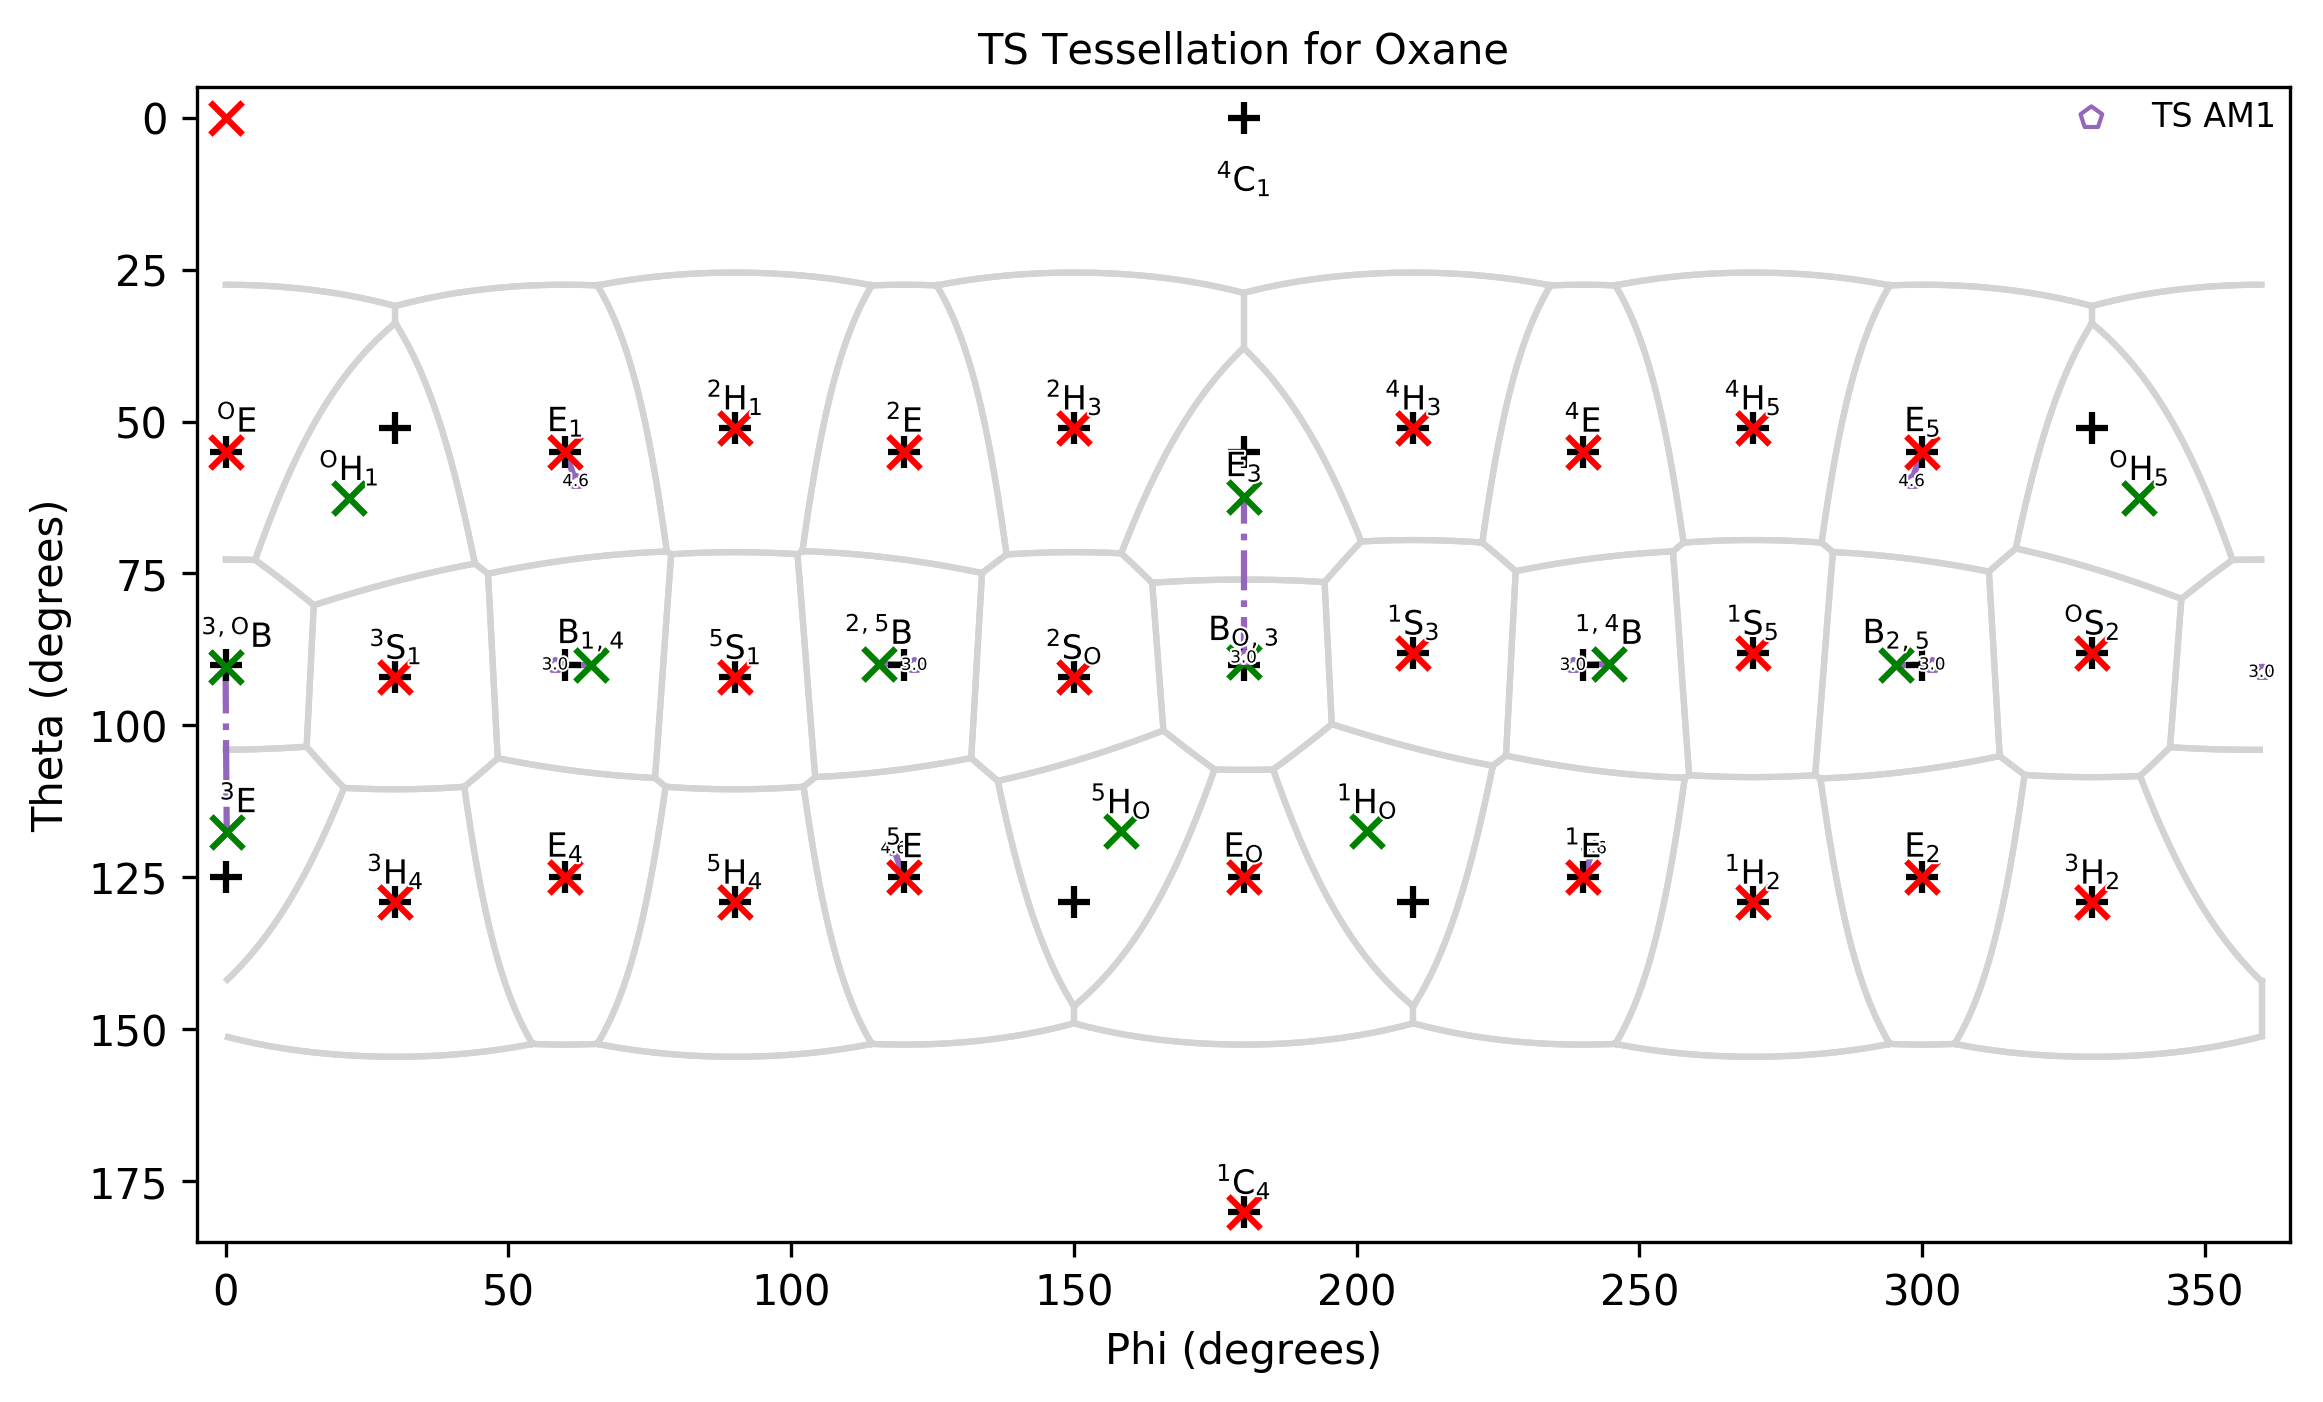 TS Tessellation for Oxane
TS AM1
⁴C₁
0
25
50
75
100
125
150
175
ᴼE
ᴼH₁
E₁
4.6
²H₁
²E
²H₃
E₃
⁴H₃
⁴E
⁴H₅
E₅
4.6
ᴼH₅
³,ᴼB
³S₁
B₁,₄
3.0
⁵S₁
²,⁵B
3.0
²Sₒ
Bₒ,₃
3.0
¹S₃
¹,⁴B
3.0
¹S₅
B₂,₅
3.0
ᴼS₂
3.0
³E
³H₄
E₄
⁵H₄
⁵E
4.6
⁵Hₒ
Eₒ
¹Hₒ
¹E
¹H₂
E₂
³H₂
¹C₄
0
50
100
150
200
250
300
350
Theta (degrees)
Phi (degrees)